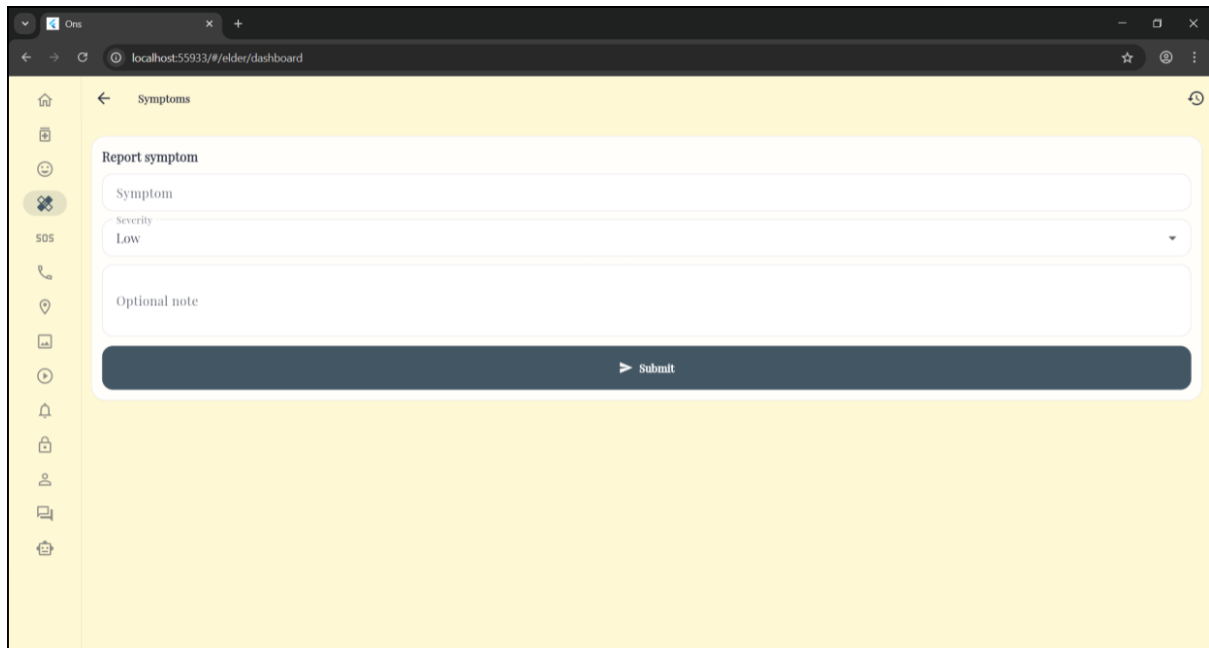 Ons
localhost:55933/#/elder/dashboard
Symptoms
Report symptom
Symptom
Severity
Low
SOS
Optional note
Submit